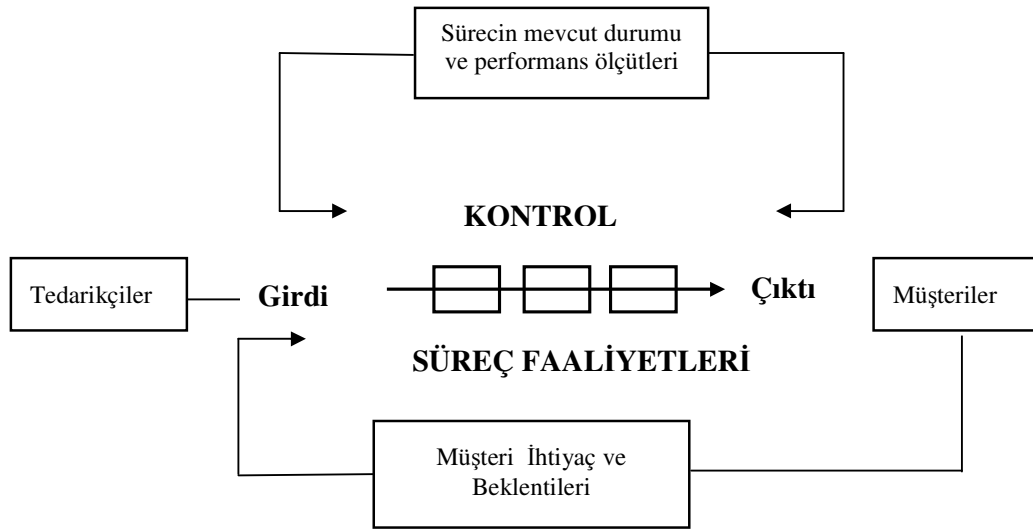 Sürecin mevcut durumu
ve performans ölçütleri
KONTROL
Tedarikçiler
Girdi
Çıktı
Müşteriler
SÜREÇ FAALİYETLERİ
Müşteri İhtiyaç ve
Beklentileri